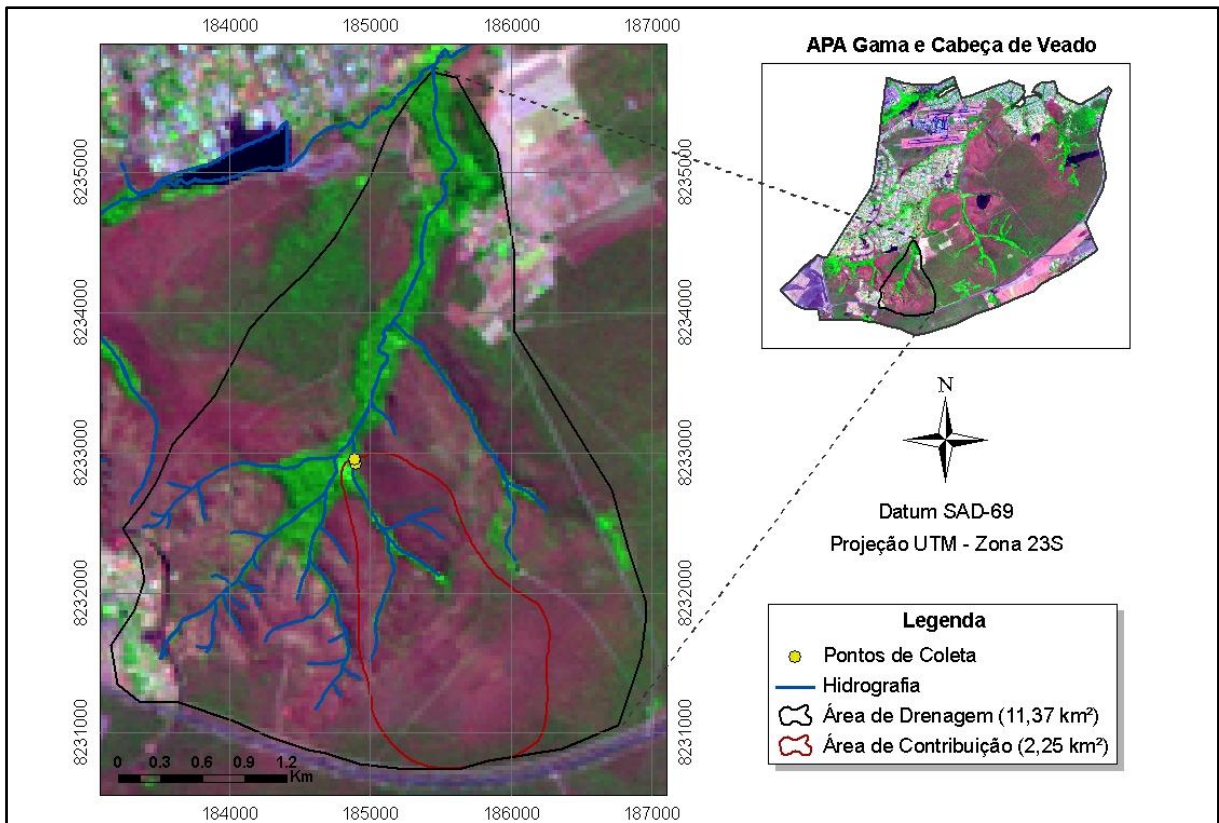 184000 185000 186000 187000
APA Gama e Cabeça de Veado
8235000 8235000
8234000 8234000
8233000 8233000
8232000 8232000
8231000 8231000
N
Datum SAD-69
Projeção UTM - Zona 23S
Legenda
Pontos de Coleta
Hidrografia
Área de Drenagem (11,37 km²)
Área de Contribuição (2,25 km²)
0 0.3 0.6 0.9 1.2
Km
184000 185000 186000 187000